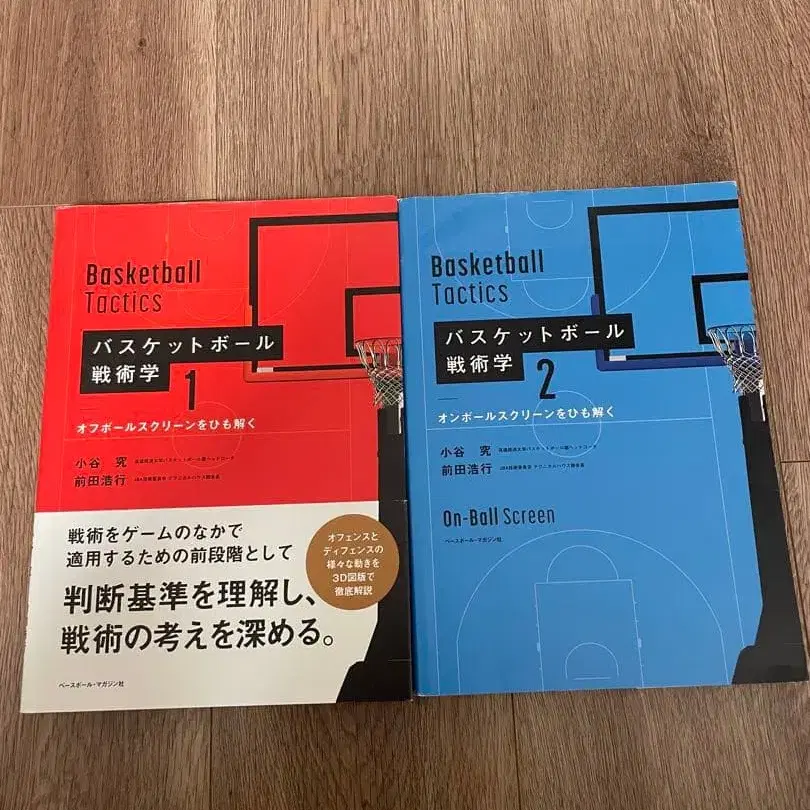 Basketball
Tactics
バスケットボール
戦術学
1
オフボールスクリーンをひも解く
小谷 究
前田浩行
戦術をゲームのなかで
適用するための前段階として
判断基準を理解し、
戦術の考えを深める。
オフェンスと
ディフェンスの
様々な動きを
3D図版で
徹底解説
ベースボール・マガジン社
Basketball
Tactics
バスケットボール
戦術学
2
オンボールスクリーンをひも解く
小谷 究
前田浩行
On-Ball Screen
ベースボール・マガジン社